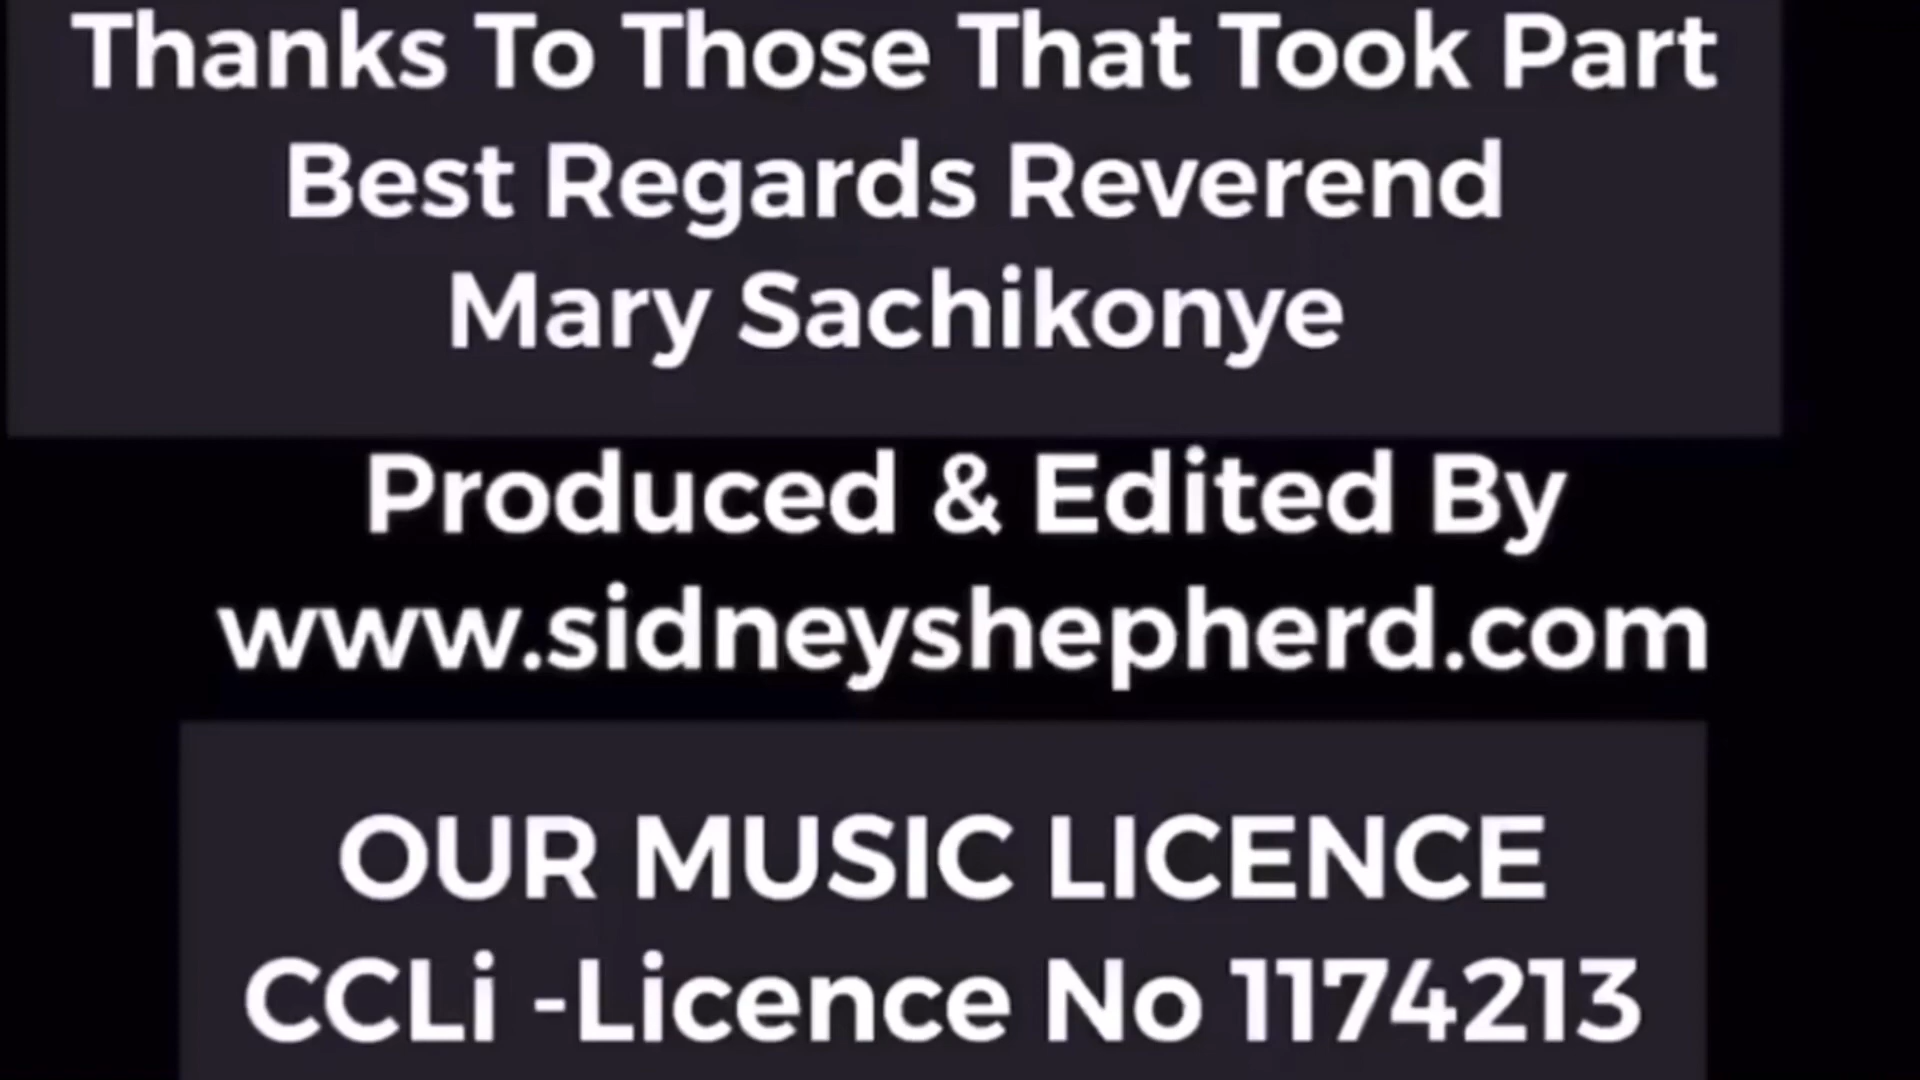 Thanks To Those That Took Part
Best Regards Reverend
Mary Sachikonye
Produced & Edited By
www.sidneyshepherd.com
OUR MUSIC LICENCE
CCLi -Licence No 1174213